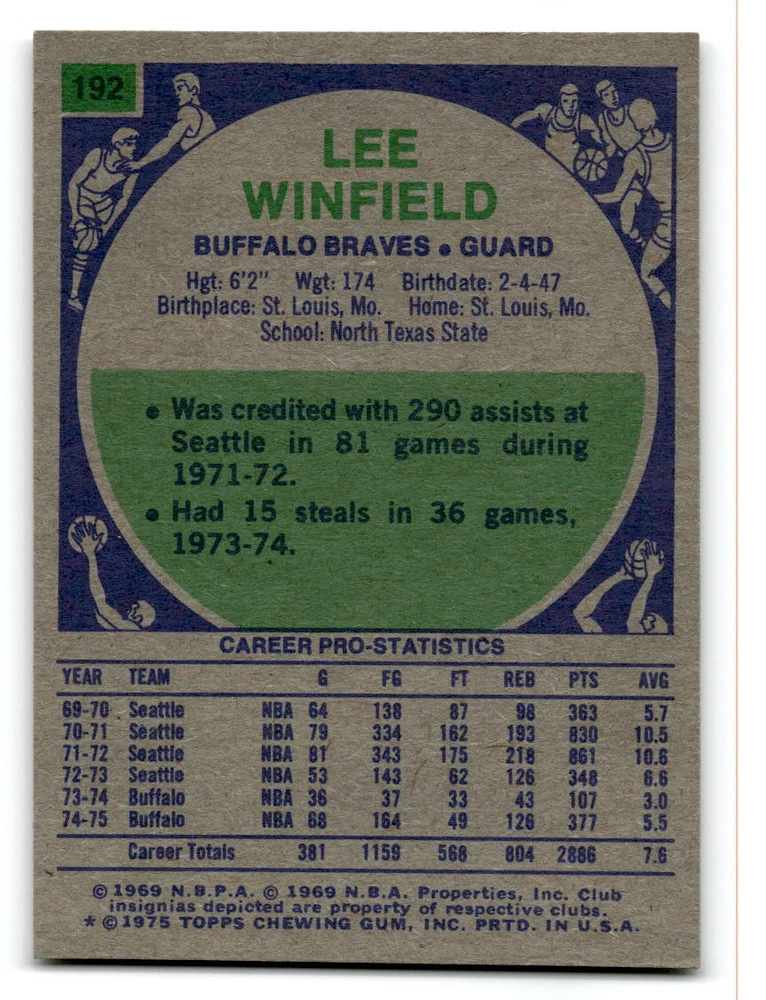 192
LEE
WINFIELD
BUFFALO BRAVES • GUARD
Hgt: 6'2" Wgt: 174 Birthdate: 2-4-47
Birthplace: St. Louis, Mo. Home: St. Louis, Mo.
School: North Texas State
• Was credited with 290 assists at
Seattle in 81 games during
1971-72.
• Had 15 steals in 36 games,
1973-74.
CAREER PRO-STATISTICS
YEAR TEAM G FG FT REB PTS AVG
69-70 Seattle NBA 64 138 87 98 363 5.7
70-71 Seattle NBA 79 334 162 193 830 10.5
71-72 Seattle NBA 81 343 175 218 861 10.6
72-73 Seattle NBA 53 143 62 126 348 6.6
73-74 Buffalo NBA 36 37 33 43 107 3.0
74-75 Buffalo NBA 68 164 49 126 377 5.5
Career Totals 381 1159 568 804 2886 7.6
© 1969 N.B.P.A. © 1969 N.B.A. Properties, Inc. Club
insignias depicted are property of respective clubs.
* © 1975 TOPPS CHEWING GUM, INC. PRTD. IN U.S.A.